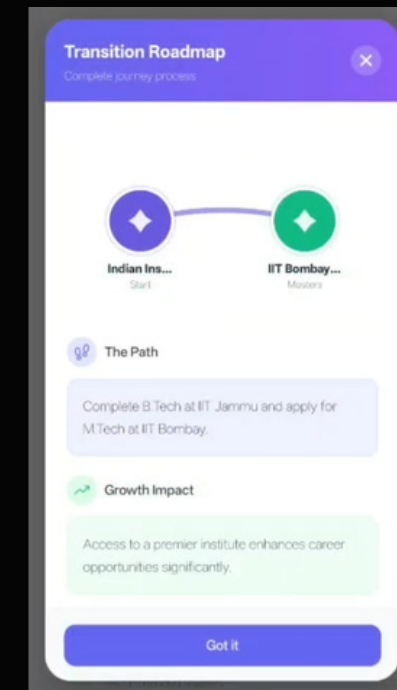 Transition Roadmap
Complete journey process
Indian Ins...
IIT Bombay...
Start
Masters
The Path
Complete B.Tech at IIT Jammu and apply for
M.Tech at IIT Bombay.
Growth Impact
Access to a premier institute enhances career
opportunities significantly.
Got it